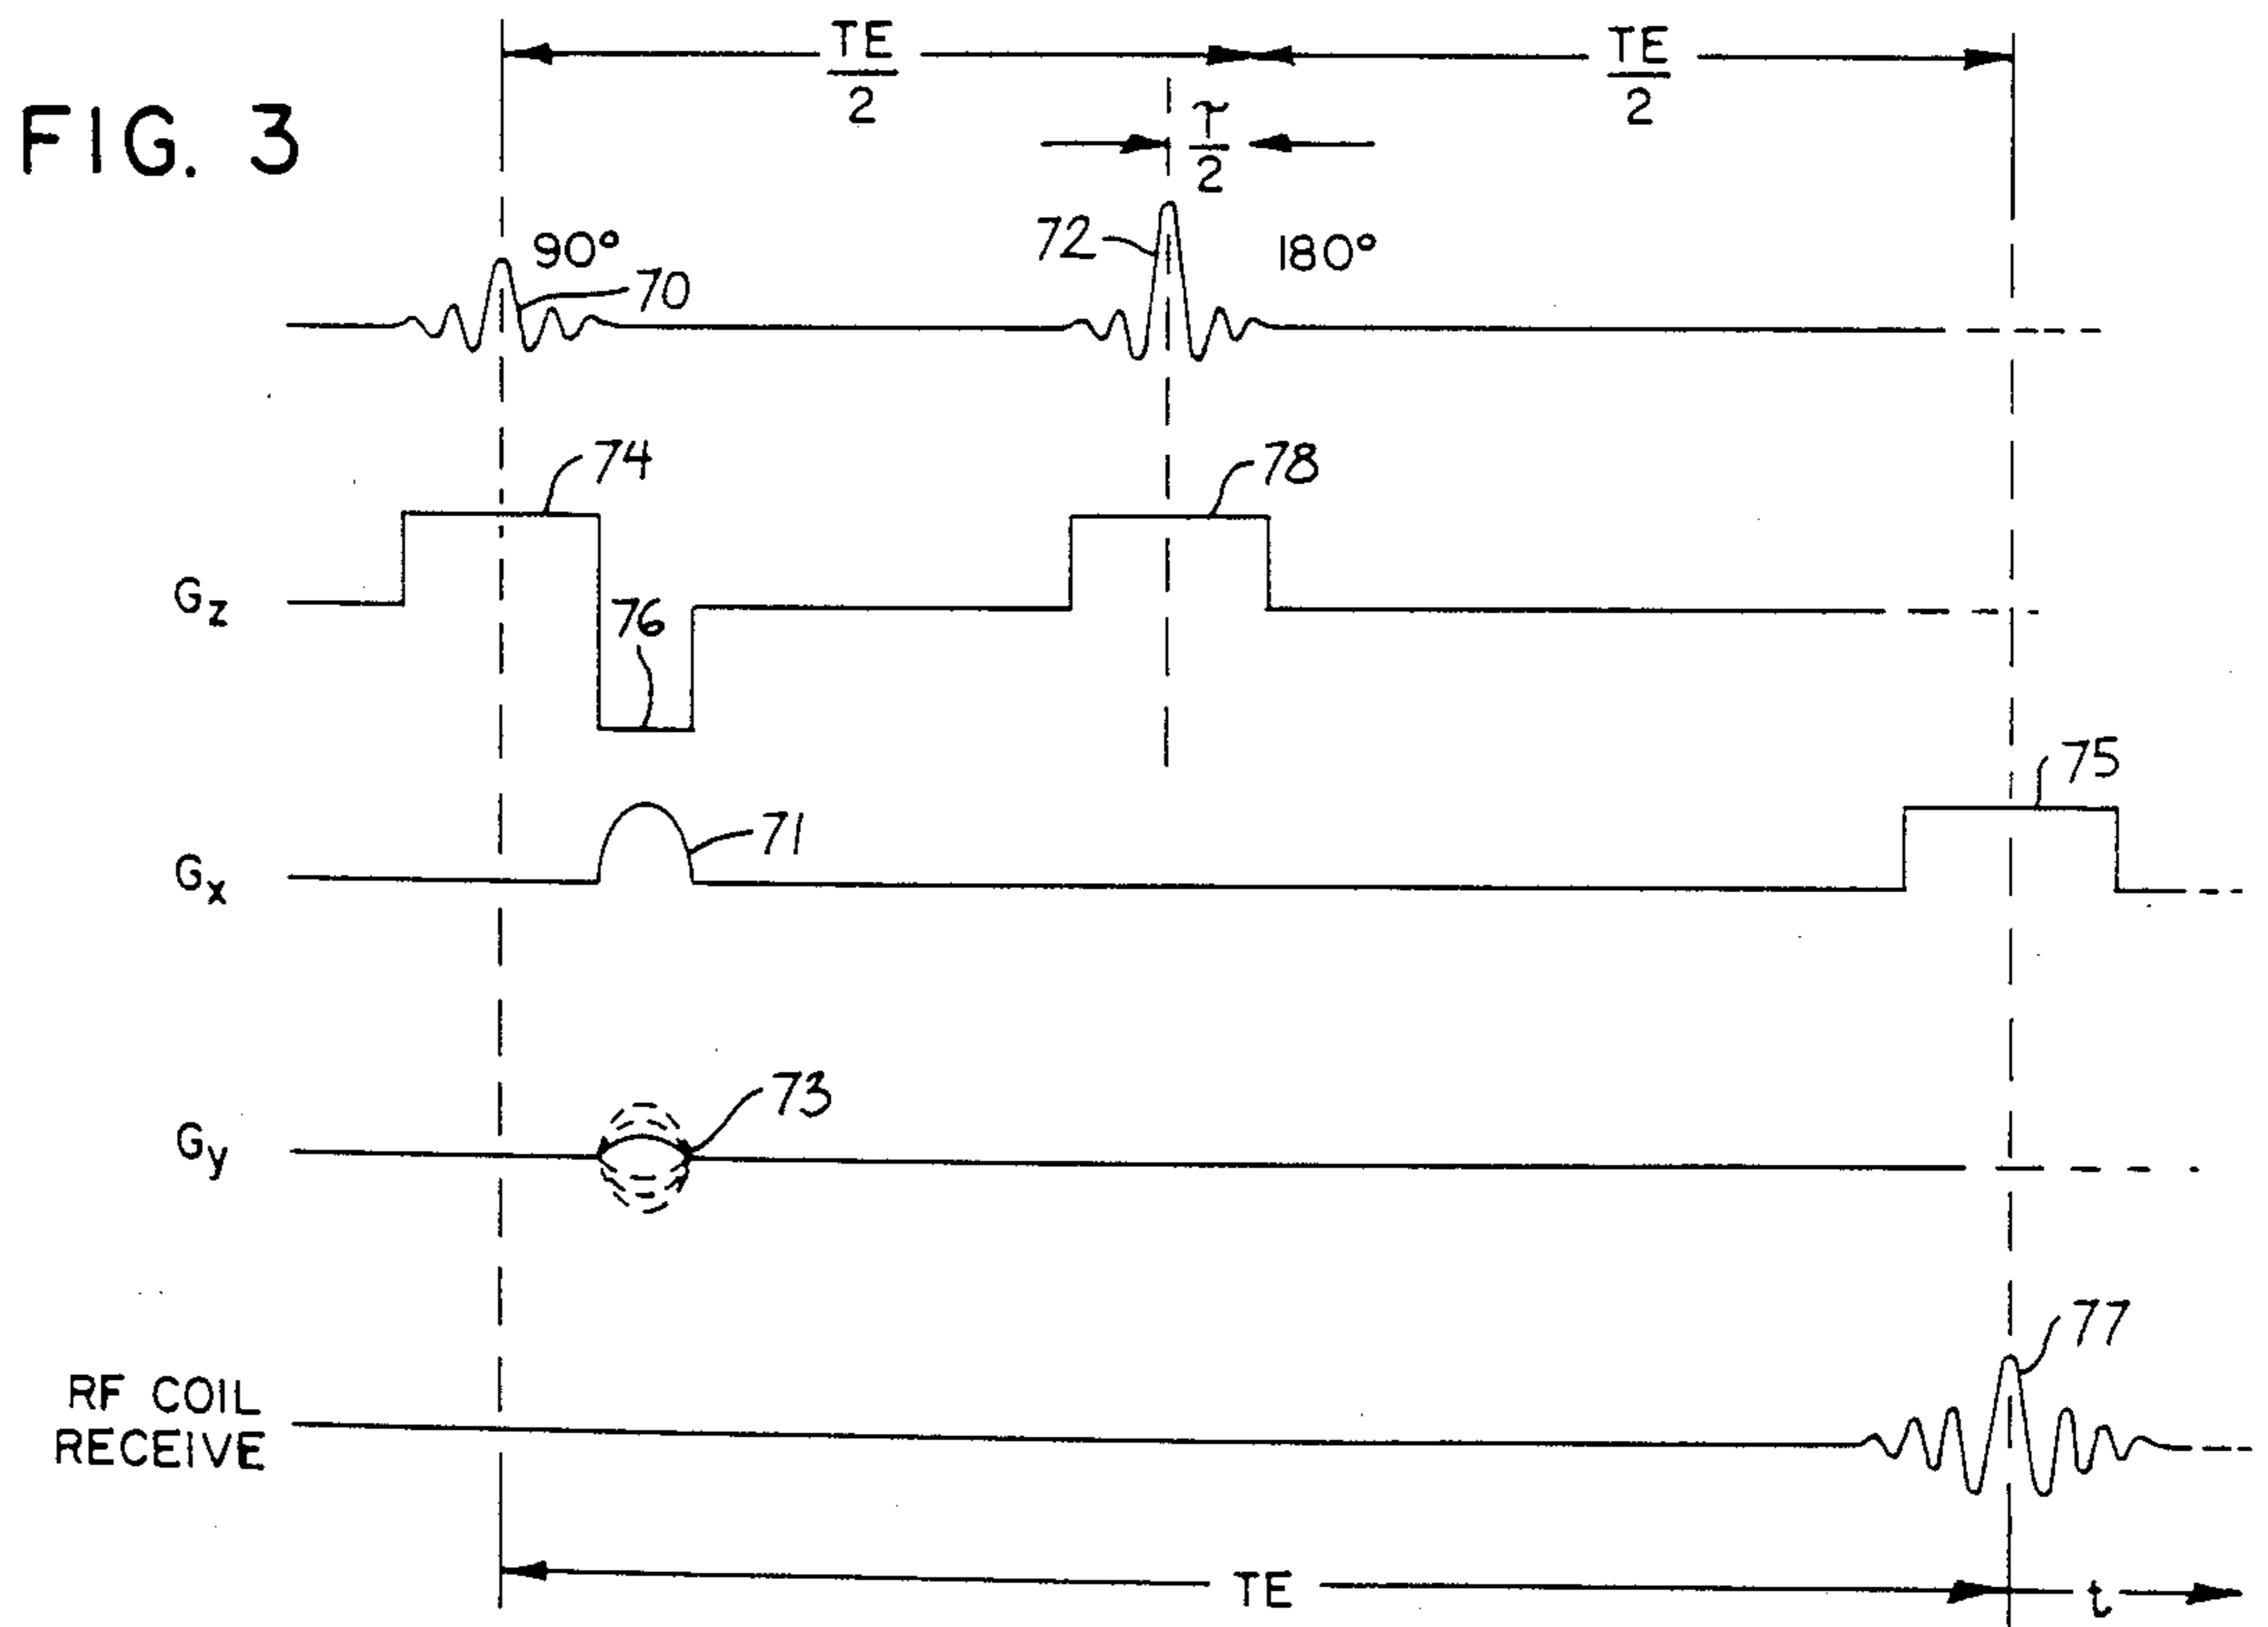 FIG. 3
TE
2
TE
2
τ
2
90°
70
72
180°
74
78
Gz
76
75
Gx
71
Gy
73
77
RF COIL
RECEIVE
TE
t